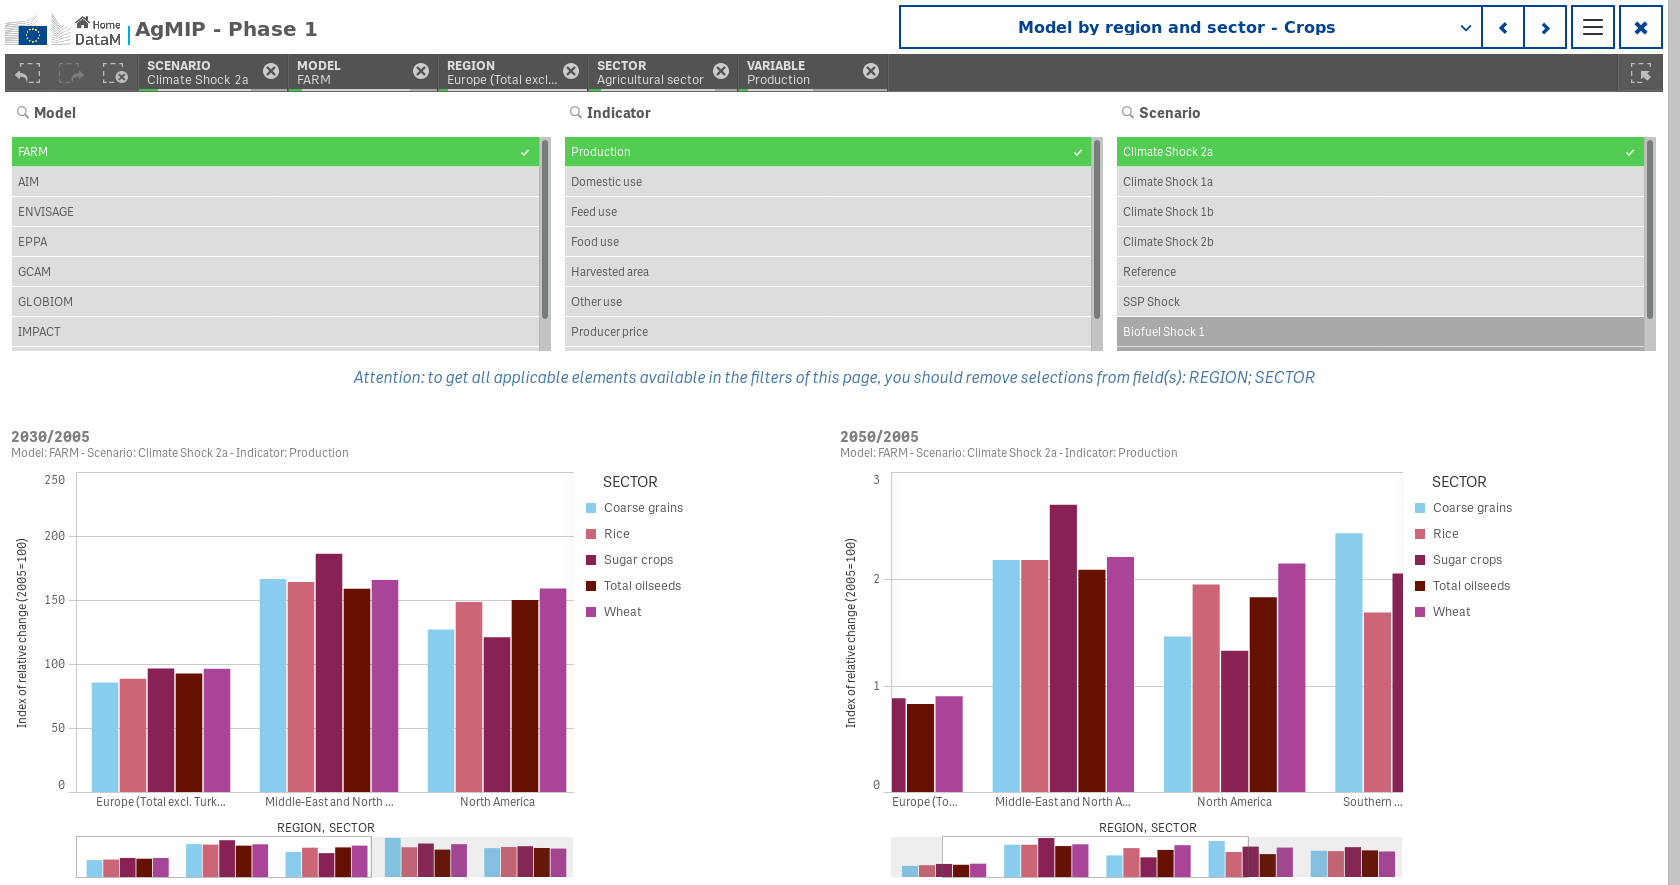 Home
DataM
AgMIP - Phase 1
Model by region and sector - Crops
SCENARIO
Climate Shock 2a
MODEL
FARM
REGION
Europe (Total excl...
SECTOR
Agricultural sector
VARIABLE
Production
Model
Indicator
Scenario
FARM
Production
Climate Shock 2a
AIM
Domestic use
Climate Shock 1a
ENVISAGE
Feed use
Climate Shock 1b
EPPA
Food use
Climate Shock 2b
GCAM
Harvested area
Reference
GLOBIOM
Other use
SSP Shock
IMPACT
Producer price
Biofuel Shock 1
Attention: to get all applicable elements available in the filters of this page, you should remove selections from field(s): REGION; SECTOR
2030/2005
Model: FARM - Scenario: Climate Shock 2a - Indicator: Production
Index of relative change (2005=100)
250
200
150
100
50
0
Europe (Total excl. Turk...
Middle-East and North ...
North America
REGION, SECTOR
SECTOR
Coarse grains
Rice
Sugar crops
Total oilseeds
Wheat
2050/2005
Model: FARM - Scenario: Climate Shock 2a - Indicator: Production
Index of relative change (2005=100)
3
2
1
0
Europe (To...
Middle-East and North A...
North America
Southern ...
REGION, SECTOR
SECTOR
Coarse grains
Rice
Sugar crops
Total oilseeds
Wheat